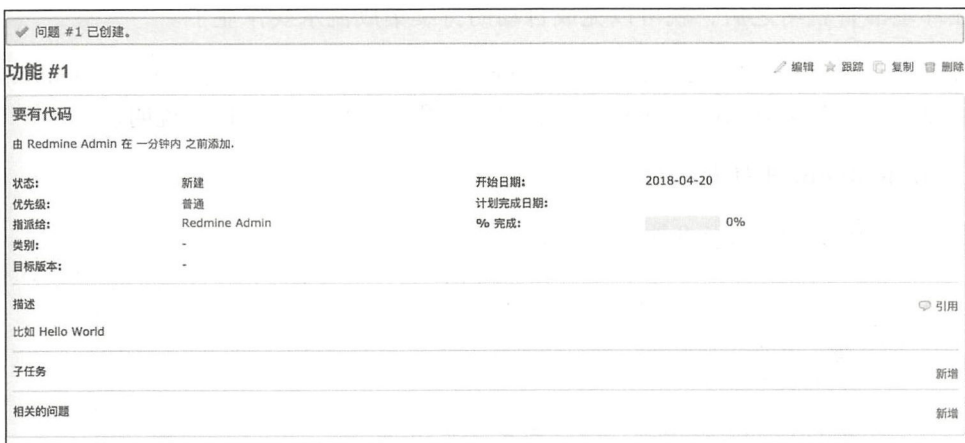 问题 #1 已创建。
功能 #1 编辑 跟踪 复制 删除
要有代码
由 Redmine Admin 在 一分钟内 之前添加.
状态: 新建 开始日期: 2018-04-20
优先级: 普通 计划完成日期:
指派给: Redmine Admin % 完成: 0%
类别: -
目标版本: -
描述 引用
比如 Hello World
子任务 新增
相关的问题 新增